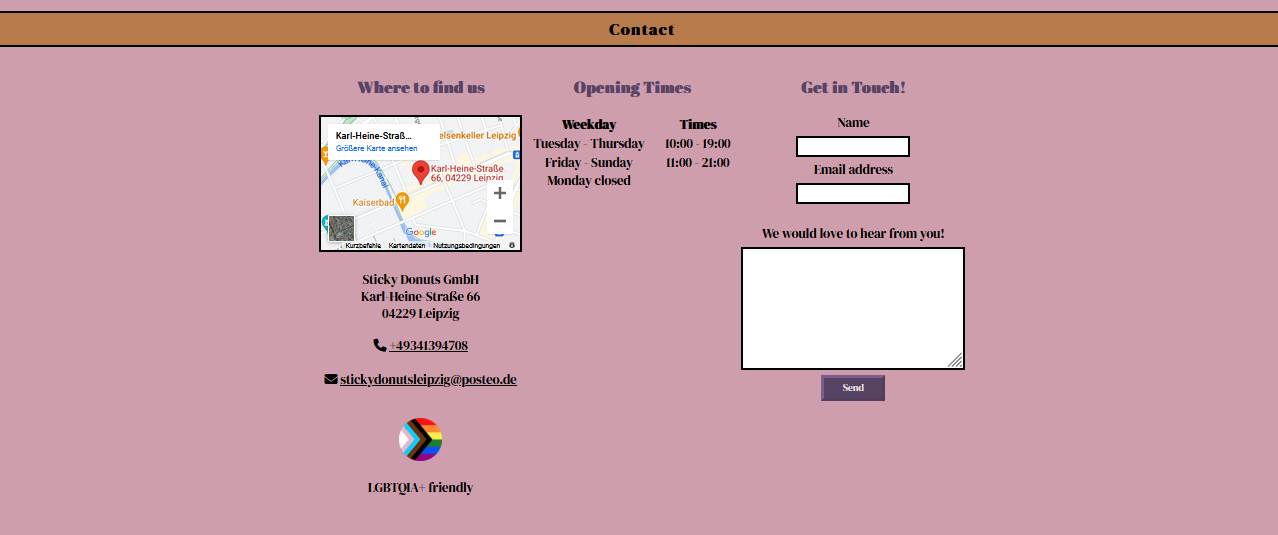 Contact
Where to find us
Karl-Heine-Straß...
Größere Karte ansehen
elsenkeller Leipzig
Karl-Heine-Kanal
Karl-Heine-Straße
66, 04229 Leipzig
Kaiserbad
Google
Kurzbefehle Kartendaten Nutzungsbedingungen
Sticky Donuts GmbH
Karl-Heine-Straße 66
04229 Leipzig
+49341394708
stickydonutsleipzig@posteo.de
LGBTQIA+ friendly
Opening Times
Weekday Times
Tuesday - Thursday 10:00 - 19:00
Friday - Sunday 11:00 - 21:00
Monday closed
Get in Touch!
Name
Email address
We would love to hear from you!
Send